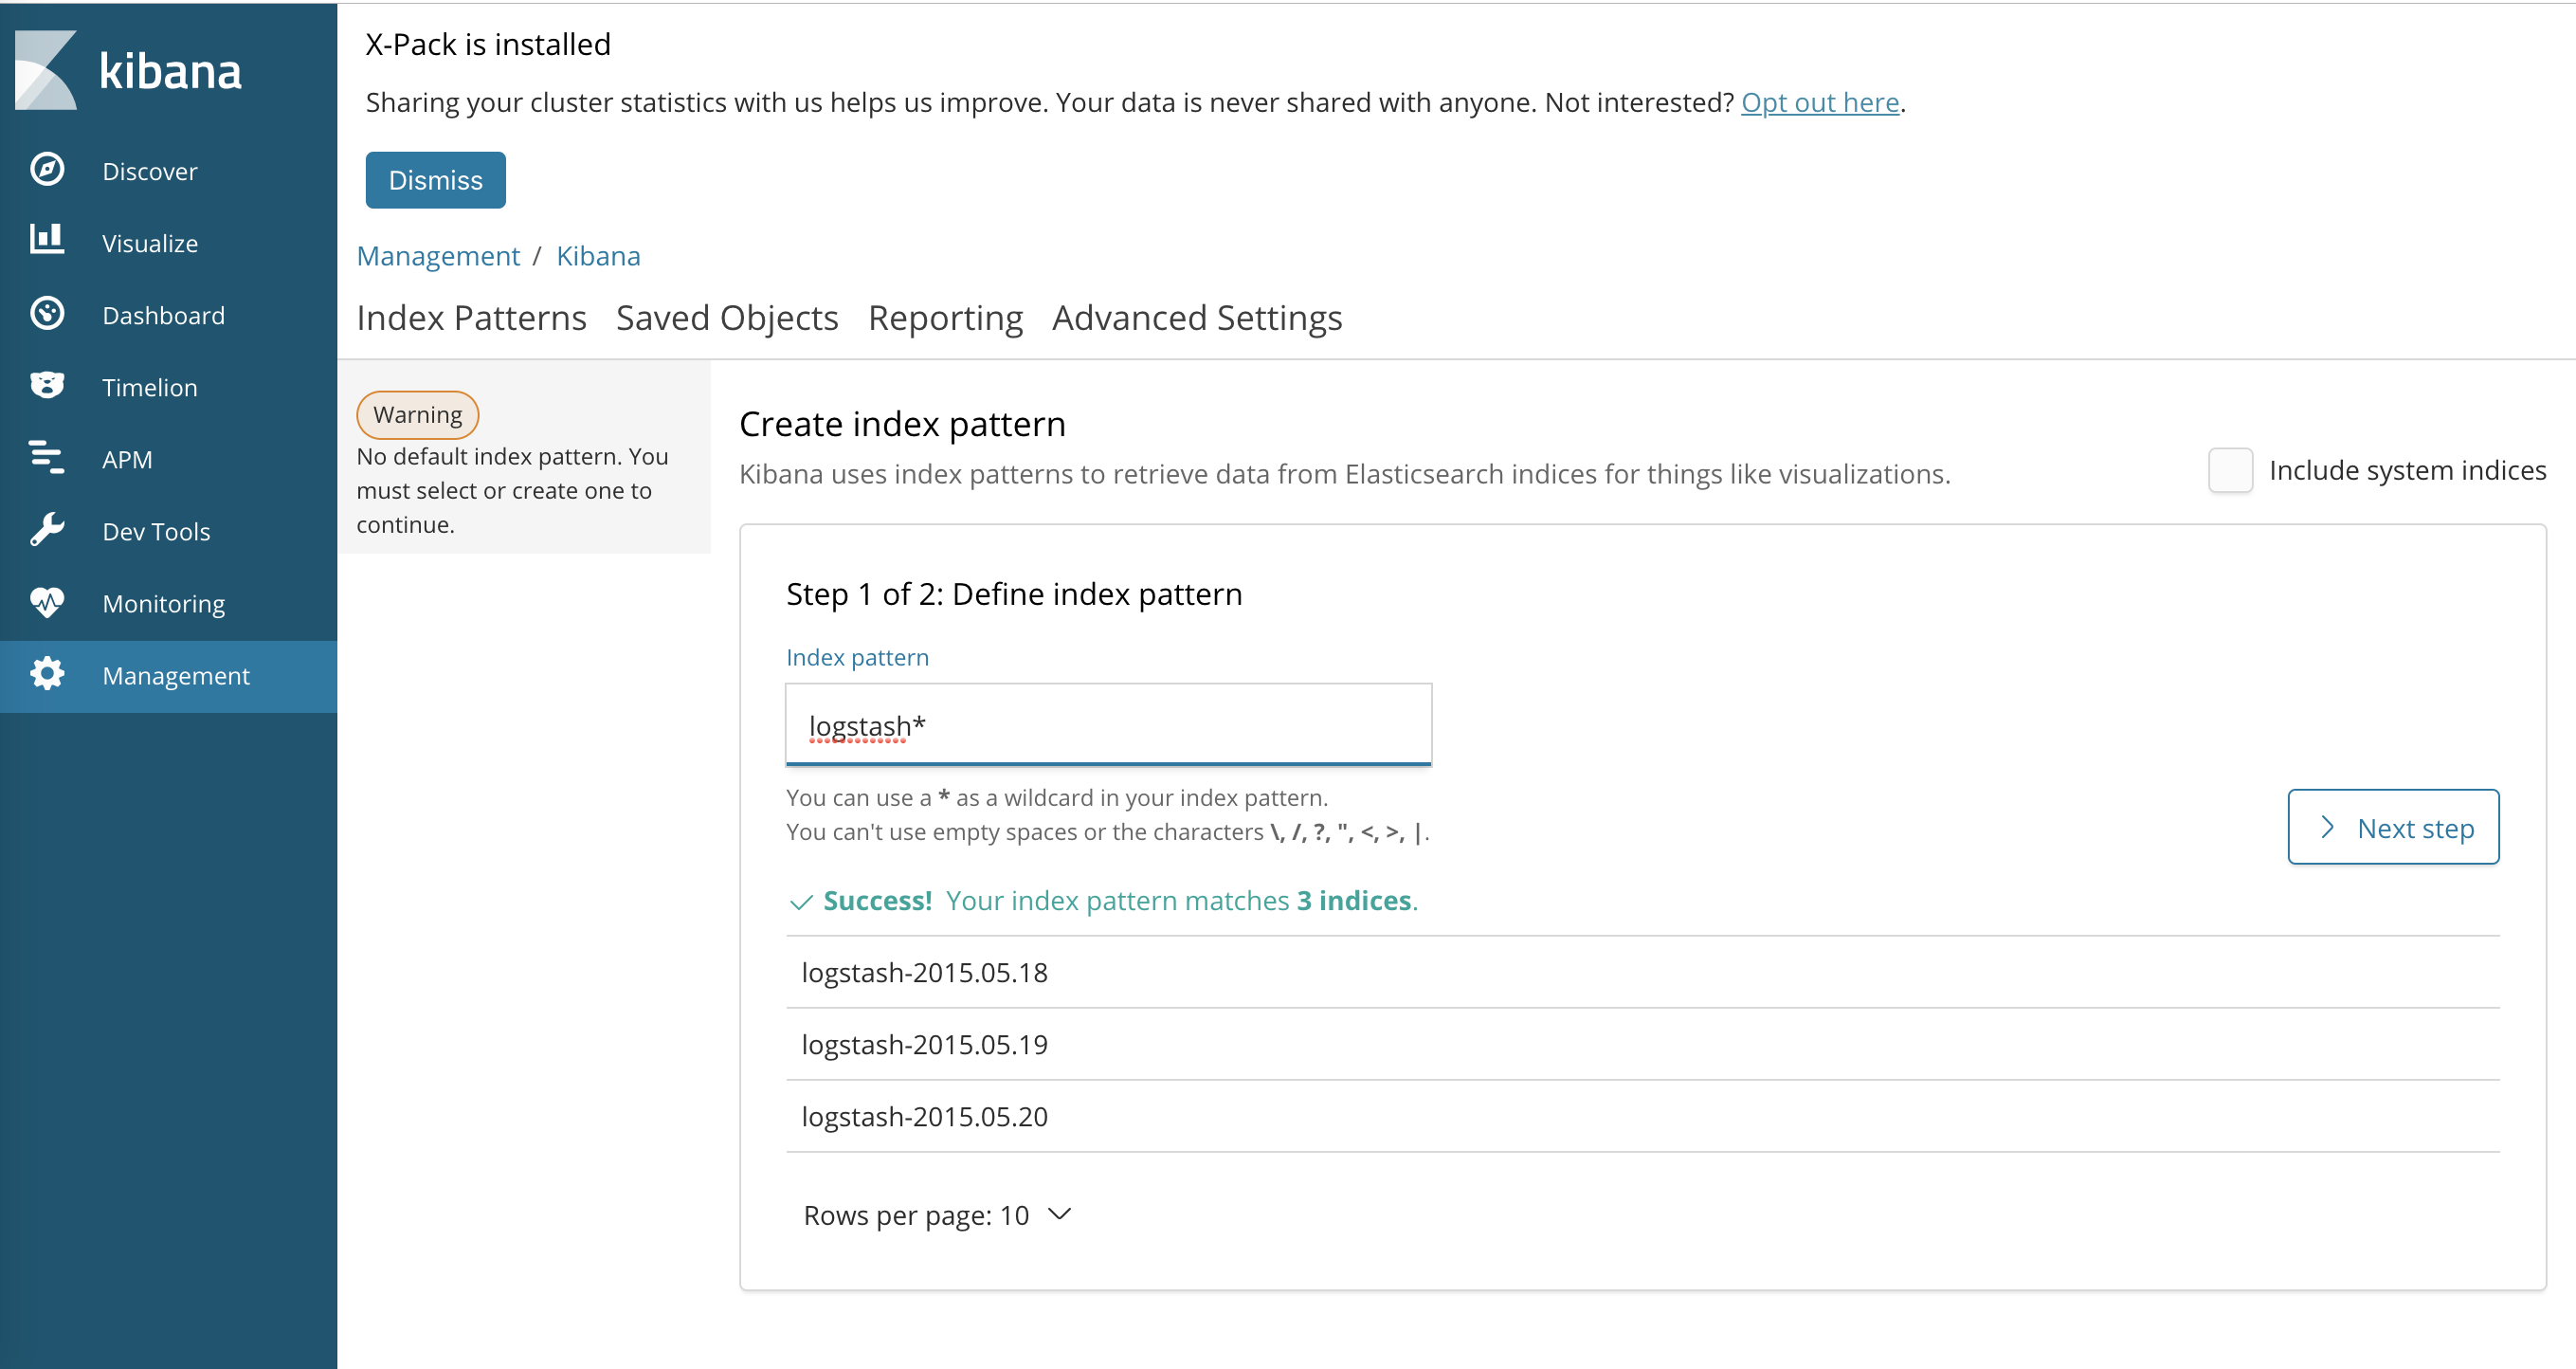 kibana
Discover
Visualize
Dashboard
Timelion
APM
Dev Tools
Monitoring
Management
X-Pack is installed
Sharing your cluster statistics with us helps us improve. Your data is never shared with anyone. Not interested? Opt out here.
Dismiss
Management / Kibana
Index Patterns Saved Objects Reporting Advanced Settings
Warning
No default index pattern. You
must select or create one to
continue.
Create index pattern
Kibana uses index patterns to retrieve data from Elasticsearch indices for things like visualizations.
Include system indices
Step 1 of 2: Define index pattern
Index pattern
logstash*
You can use a * as a wildcard in your index pattern.
You can't use empty spaces or the characters \, /, ?, ", <, >, |.
Next step
Success! Your index pattern matches 3 indices.
logstash-2015.05.18
logstash-2015.05.19
logstash-2015.05.20
Rows per page: 10